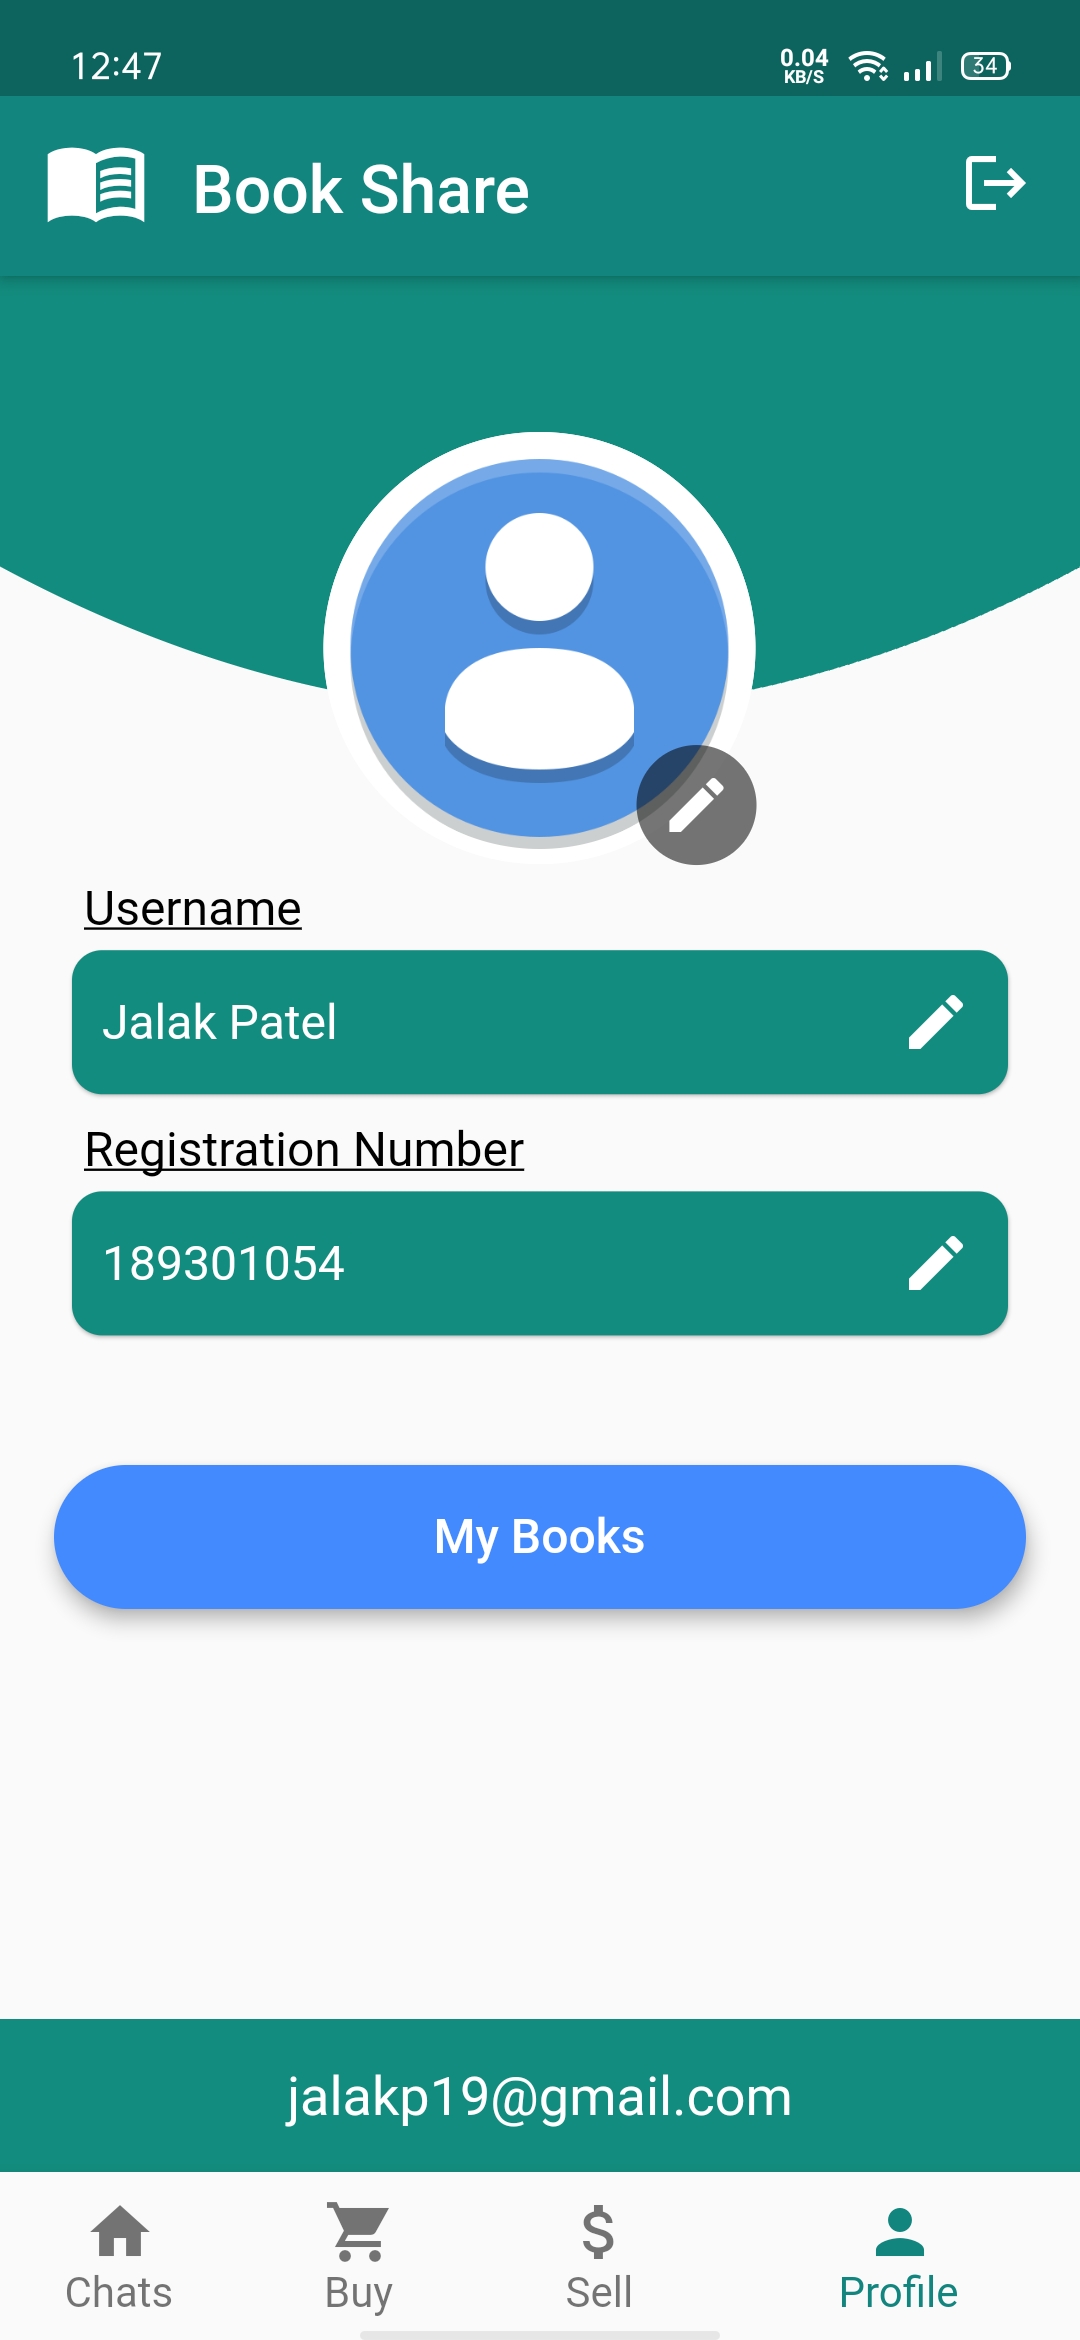 12:47
0.04
KB/S
34
Book Share
Username
Jalak Patel
Registration Number
189301054
My Books
jalakp19@gmail.com
Chats
Buy
Sell
Profile